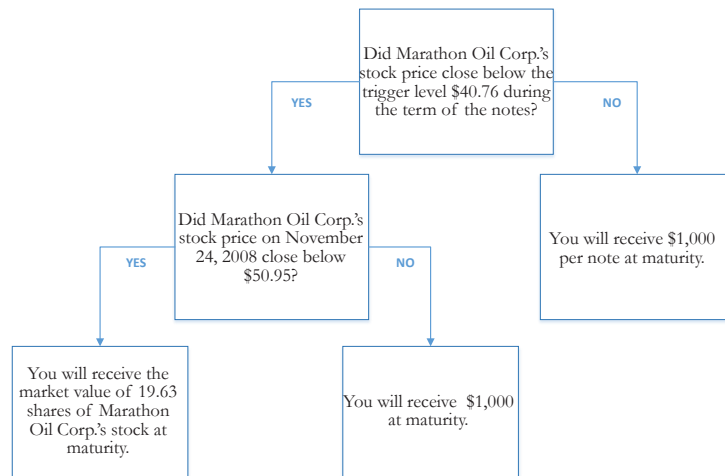 Did Marathon Oil Corp.'s
stock price close below the
trigger level $40.76 during
the term of the notes?
YES
NO
Did Marathon Oil Corp.'s
stock price on November
24, 2008 close below
$50.95?
You will receive $1,000
per note at maturity.
YES
NO
You will receive the
market value of 19.63
shares of Marathon
Oil Corp.'s stock at
maturity.
You will receive $1,000
at maturity.